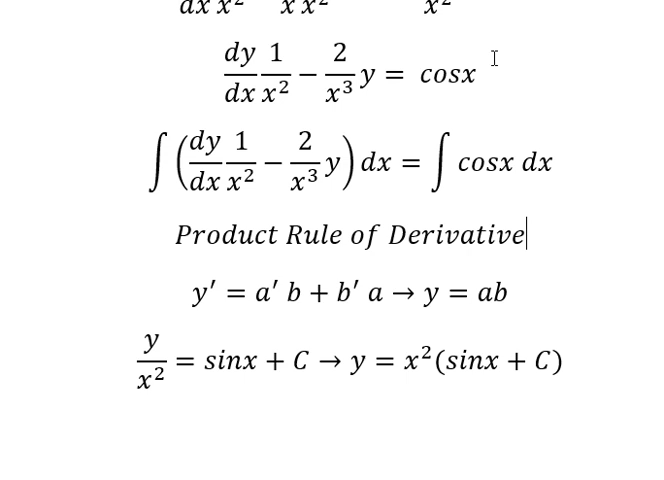 dy/dx 1/x² − 2/x³ y = cosx
∫ (dy/dx 1/x² − 2/x³ y) dx = ∫ cosx dx
Product Rule of Derivative
y′ = a′ b + b′ a → y = ab
y/x² = sinx + C → y = x²(sinx + C)